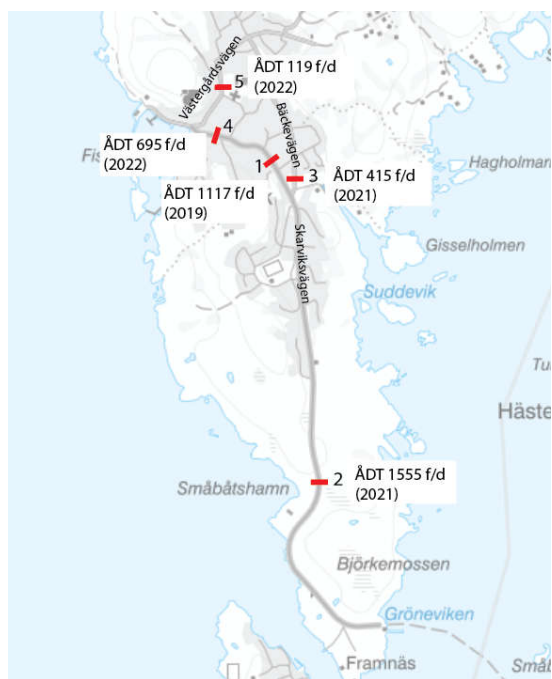 Västergårdsvägen
5
ÅDT 119 f/d
(2022)
4
Bäckevägen
ÅDT 695 f/d
(2022)
Fis
1
3
ÅDT 415 f/d
(2021)
Hagholman
ÅDT 1117 f/d
(2019)
Skarviksvägen
Gisselholmen
Suddevik
Tu
Häste
2
ÅDT 1555 f/d
(2021)
Småbåtshamn
Björkemossen
Gröneviken
Framnäs
Småb